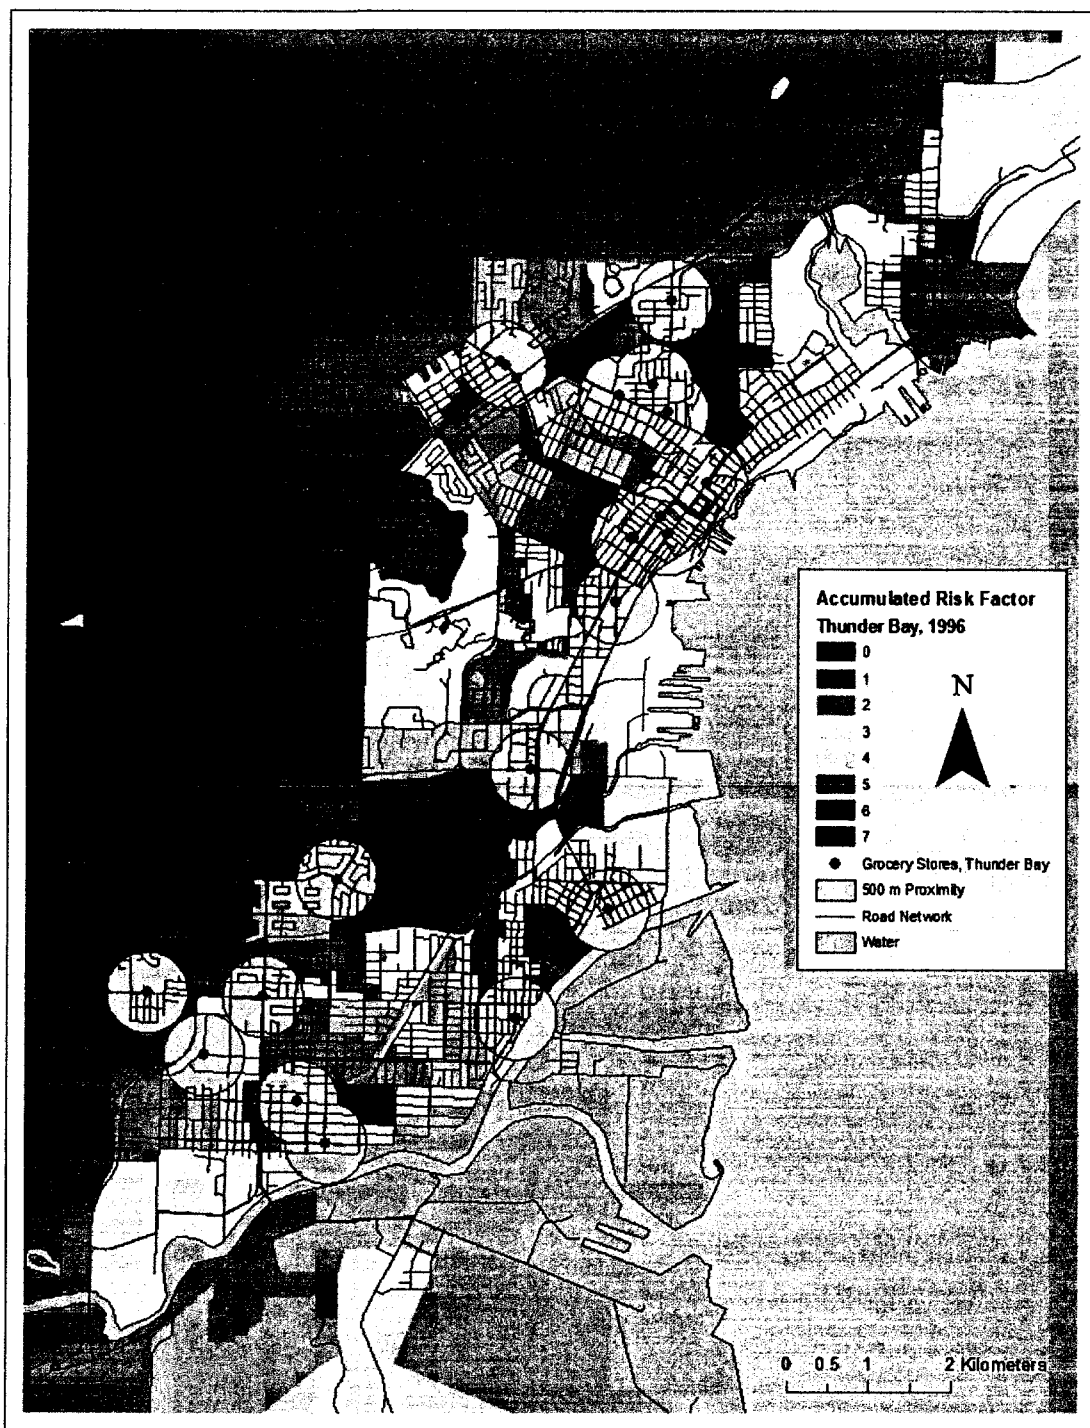 Accumulated Risk Factor
Thunder Bay, 1996
0
1
2
3
4
5
6
7
Grocery Stores, Thunder Bay
500 m Proximity
Road Network
Water
N
0 0.5 1 2 Kilometers